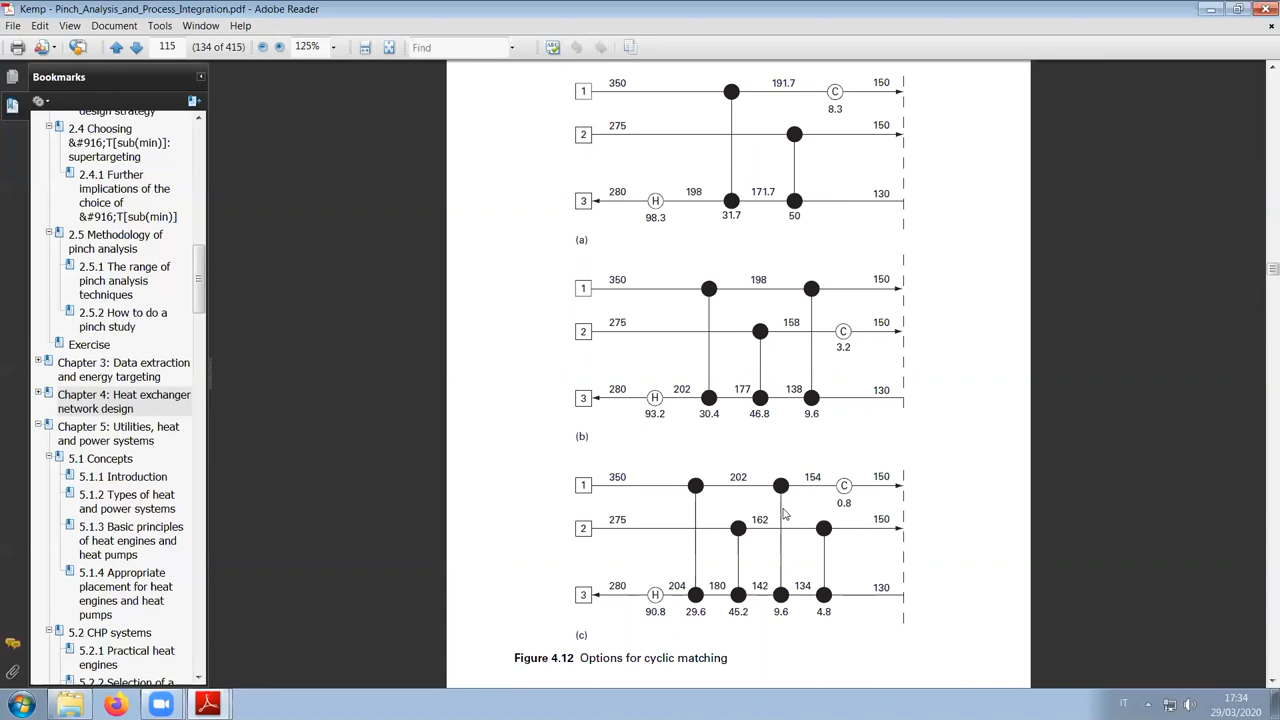 Kemp - Pinch_Analysis_and_Process_Integration.pdf - Adobe Reader
File Edit View Document Tools Window Help
115 (134 of 415) 125% Find
Bookmarks
design strategy
2.4 Choosing
&#916;T[sub(min)]:
supertargeting
2.4.1 Further
implications of the
choice of
&#916;T[sub(min)]
2.5 Methodology of
pinch analysis
2.5.1 The range of
pinch analysis
techniques
2.5.2 How to do a
pinch study
Exercise
Chapter 3: Data extraction
and energy targeting
Chapter 4: Heat exchanger
network design
Chapter 5: Utilities, heat
and power systems
5.1 Concepts
5.1.1 Introduction
5.1.2 Types of heat
and power systems
5.1.3 Basic principles
of heat engines and
heat pumps
5.1.4 Appropriate
placement for heat
engines and heat
pumps
5.2 CHP systems
5.2.1 Practical heat
engines
5.2.2 Selection of a
350 191.7 150
1 C
8.3
275 150
2
280 198 171.7 130
3 H
98.3 31.7 50
(a)
350 198 150
1
275 158 150
2 C
3.2
280 202 177 138 130
3 H
93.2 30.4 46.8 9.6
(b)
350 202 154 150
1 C
0.8
275 162 150
2
280 204 180 142 134 130
3 H
90.8 29.6 45.2 9.6 4.8
(c)
Figure 4.12 Options for cyclic matching
IT
17:34
29/03/2020